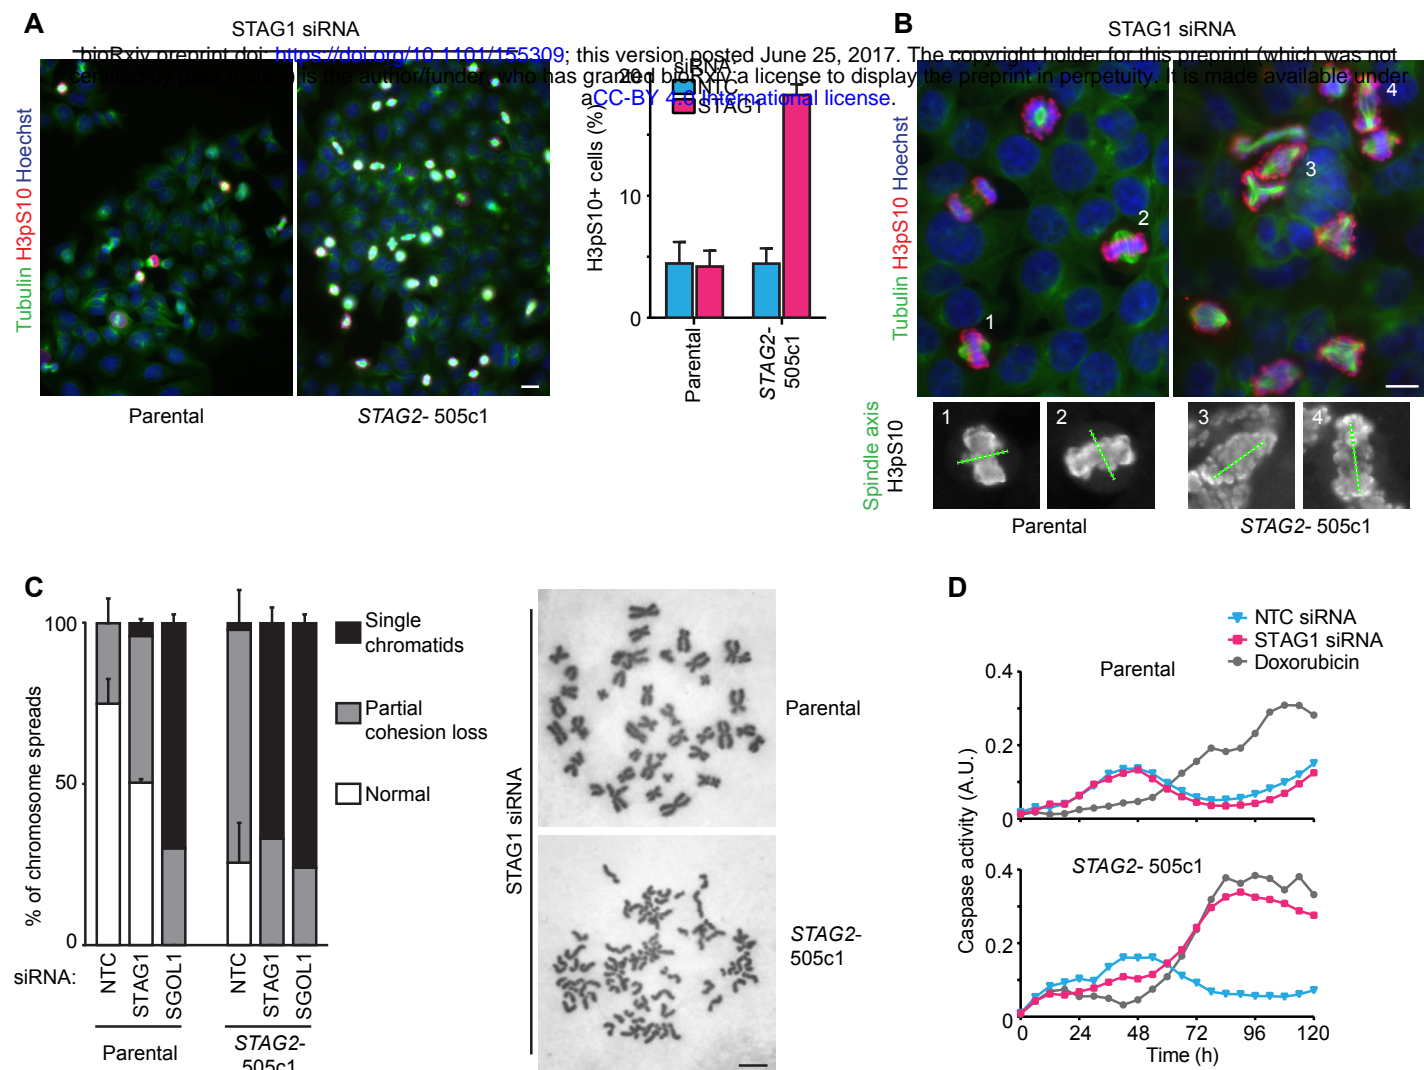 A
STAG1 siRNA
B
STAG1 siRNA
bioRxiv preprint doi: https://doi.org/10.1101/155309; this version posted June 25, 2017. The copyright holder for this preprint (which was not
certified by peer review) is the author/funder, who has granted bioRxiv a license to display the preprint in perpetuity. It is made available under
aCC-BY 4.0 International license.
Tubulin H3pS10 Hoechst
Parental
STAG2- 505c1
siRNA:
NTC
STAG1
H3pS10+ cells (%)
20
10
0
Parental
STAG2-
505c1
Tubulin H3pS10 Hoechst
1
2
3
4
Spindle axis
H3pS10
1
2
3
4
Parental
STAG2- 505c1
C
% of chromosome spreads
100
50
0
Single
chromatids
Partial
cohesion loss
Normal
siRNA:
NTC
STAG1
SGOL1
NTC
STAG1
SGOL1
Parental
STAG2-
505c1
STAG1 siRNA
Parental
STAG2-
505c1
D
NTC siRNA
STAG1 siRNA
Doxorubicin
Caspase activity (A.U.)
Parental
0.4
0.2
0
STAG2- 505c1
0.4
0.2
0
0 24 48 72 96 120
Time (h)